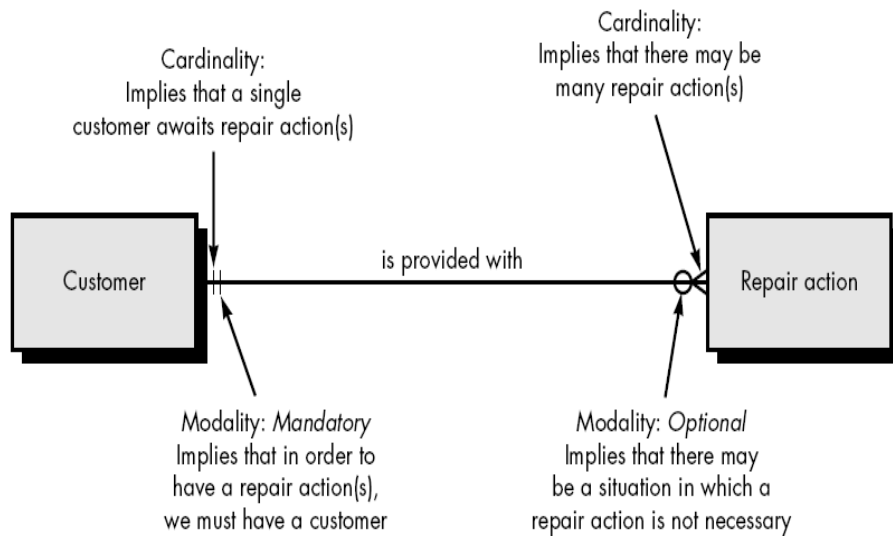 Cardinality:
Implies that a single
customer awaits repair action(s)
Cardinality:
Implies that there may be
many repair action(s)
Customer
is provided with
Repair action
Modality: Mandatory
Implies that in order to
have a repair action(s),
we must have a customer
Modality: Optional
Implies that there may
be a situation in which a
repair action is not necessary